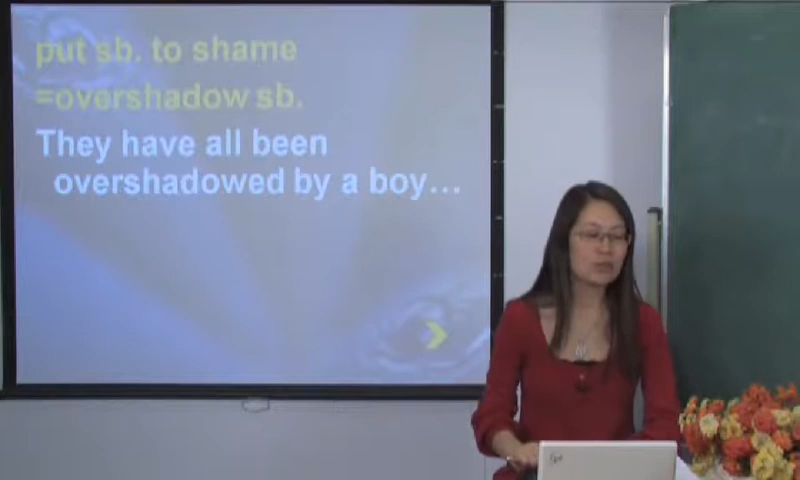 put sb. to shame
=overshadow sb.
They have all been
overshadowed by a boy…